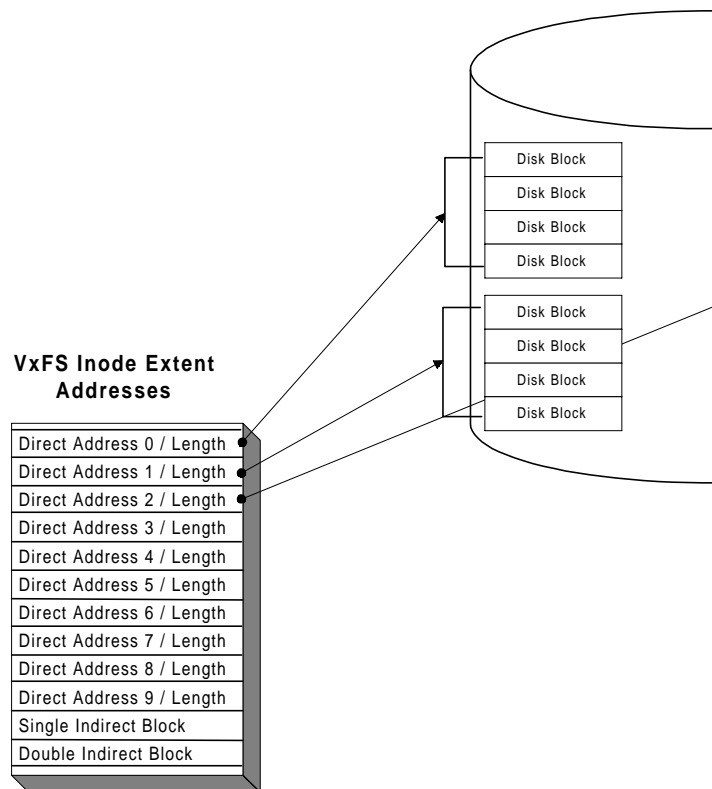 Disk Block
Disk Block
Disk Block
Disk Block
Disk Block
Disk Block
Disk Block
Disk Block
VxFS Inode Extent
Addresses
Direct Address 0 / Length
Direct Address 1 / Length
Direct Address 2 / Length
Direct Address 3 / Length
Direct Address 4 / Length
Direct Address 5 / Length
Direct Address 6 / Length
Direct Address 7 / Length
Direct Address 8 / Length
Direct Address 9 / Length
Single Indirect Block
Double Indirect Block